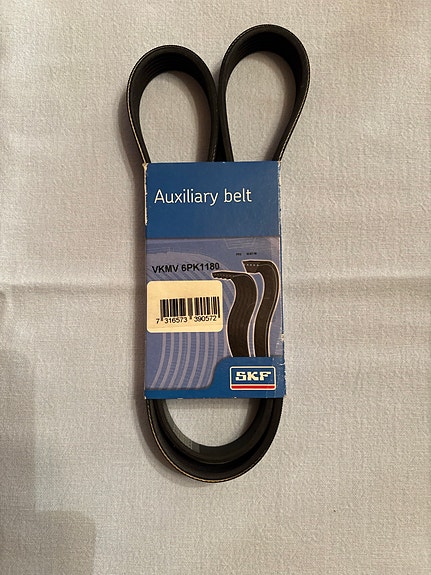 Auxiliary belt
VKMV 6PK1180
7 316573 390572
SKF